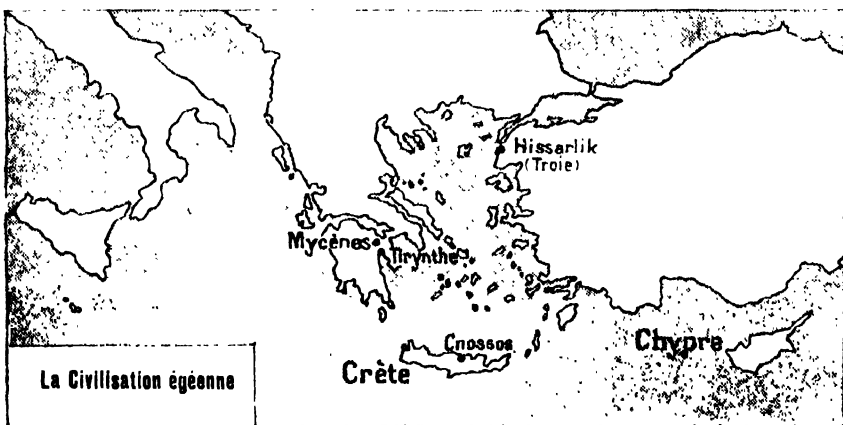 Hissarlik
(Troie)
Mycènes
Tirynthe
Cnossos
Chypre
Crète
La Civilisation égéenne